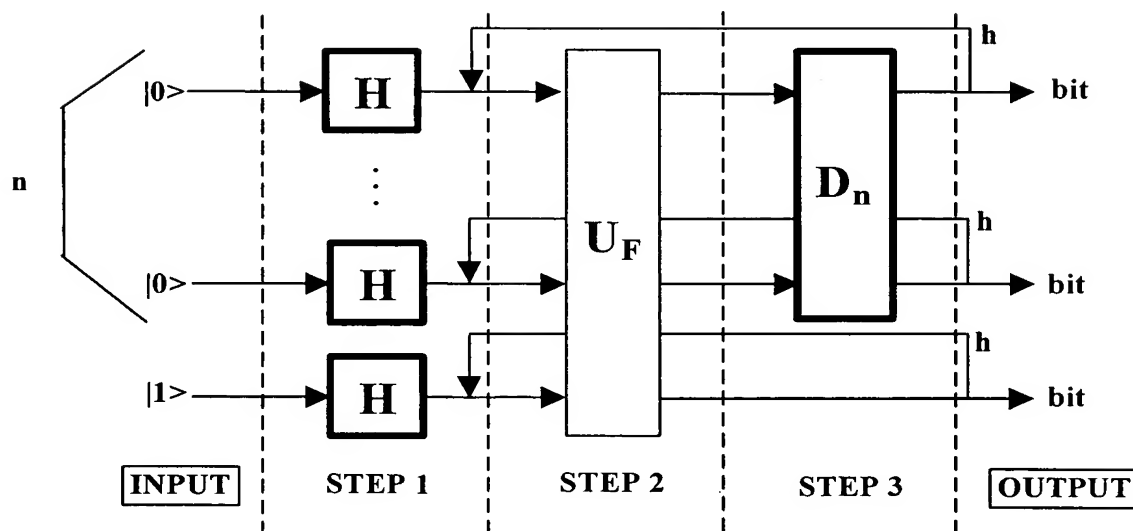 h
|0> H bit
n
⋮
U_F D_n
h
|0> H bit
h
|1> H bit
INPUT STEP 1 STEP 2 STEP 3 OUTPUT